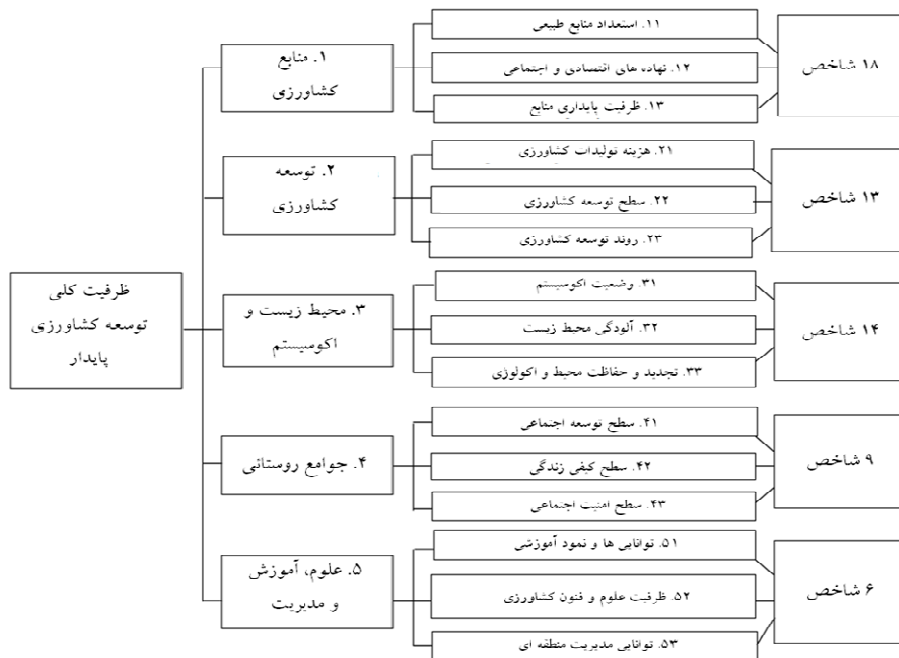 ظرفیت کلی
توسعه کشاورزی
پایدار
۱. منابع
کشاورزی
۱۱. استعداد منابع طبیعی
۱۲. نهاده های اقتصادی و اجتماعی
۱۳. ظرفیت پایداری منابع
۱۸ شاخص
۲. توسعه
کشاورزی
۲۱. هزینه تولیدات کشاورزی
۲۲. سطح توسعه کشاورزی
۲۳. روند توسعه کشاورزی
۱۳ شاخص
۳. محیط زیست و
اکوسیستم
۳۱. وضعیت اکوسیستم
۳۲. آلودگی محیط زیست
۳۳. تجدید و حفاظت محیط و اکولوژی
۱۴ شاخص
۴. جوامع روستائی
۴۱. سطح توسعه اجتماعی
۴۲. سطح کیفی زندگی
۴۳. سطح امنیت اجتماعی
۹ شاخص
۵. علوم، آموزش
و مدیریت
۵۱. توانایی ها و نمود آموزشی
۵۲. ظرفیت علوم و فنون کشاورزی
۵۳. توانایی مدیریت منطقه ای
۶ شاخص